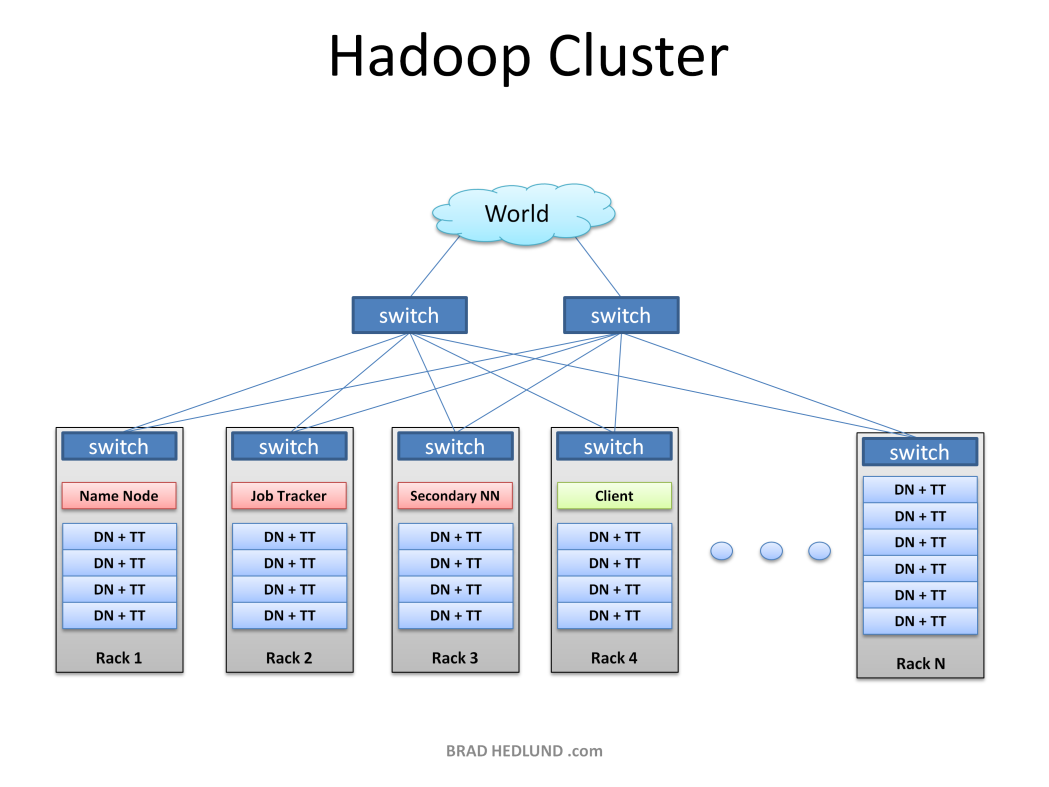 Hadoop Cluster
World
switch
switch
switch
Name Node
DN + TT
DN + TT
DN + TT
DN + TT
Rack 1
switch
Job Tracker
DN + TT
DN + TT
DN + TT
DN + TT
Rack 2
switch
Secondary NN
DN + TT
DN + TT
DN + TT
DN + TT
Rack 3
switch
Client
DN + TT
DN + TT
DN + TT
DN + TT
Rack 4
switch
DN + TT
DN + TT
DN + TT
DN + TT
DN + TT
DN + TT
Rack N
BRAD HEDLUND .com